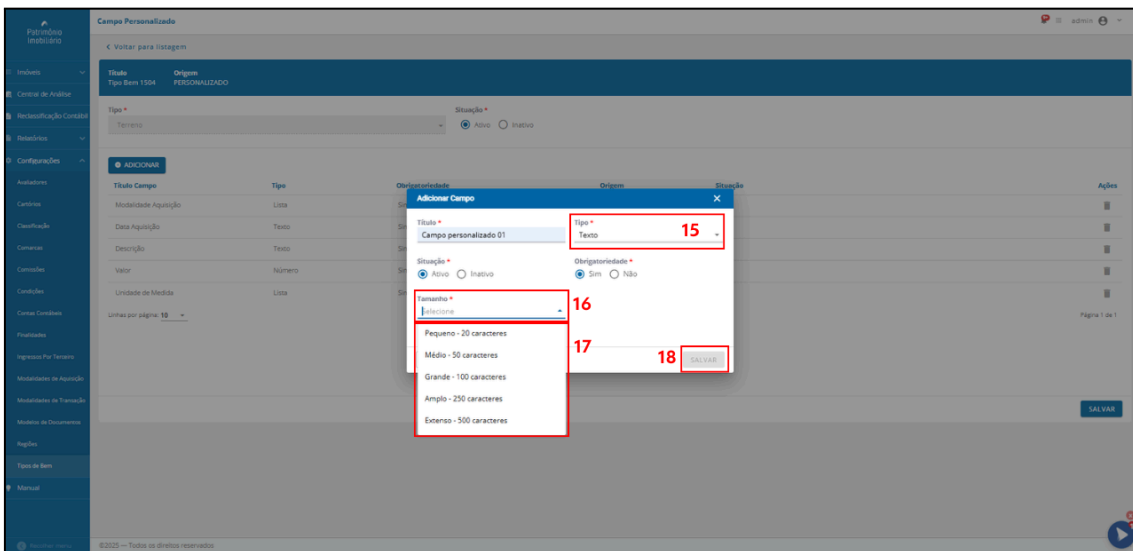 Patrimônio
Imobiliário
Campo Personalizado
admin
Voltar para listagem
Título Origem
Tipo Bem 1504 PERSONALIZADO
Imóveis
Central de Análise
Reclassificação Contábil
Relatórios
Configurações
Avaliadores
Cartórios
Classificação
Comarcas
Comissões
Condições
Contas Contábeis
Finalidades
Ingressos Por Terceiro
Modalidades de Aquisição
Modalidades de Transação
Modelos de Documentos
Regiões
Tipos de Bem
Manual
Tipo * Situação *
Terreno Ativo Inativo
ADICIONAR
Título Campo Tipo Obrigatoriedade Origem Situação Ações
Modalidade Aquisição Lista
Data Aquisição Texto
Descrição Texto
Valor Número
Unidade de Medida Lista
Linhas por página: 10 Página 1 de 1
Adicionar Campo
Título * Tipo * 15
Campo personalizado 01 Texto
Situação * Obrigatoriedade *
Ativo Inativo Sim Não
Tamanho * 16
Selecione
Pequeno - 20 caracteres 17
Médio - 50 caracteres 18 SALVAR
Grande - 100 caracteres
Amplo - 250 caracteres
Extenso - 500 caracteres
SALVAR
©2025 — Todos os direitos reservados